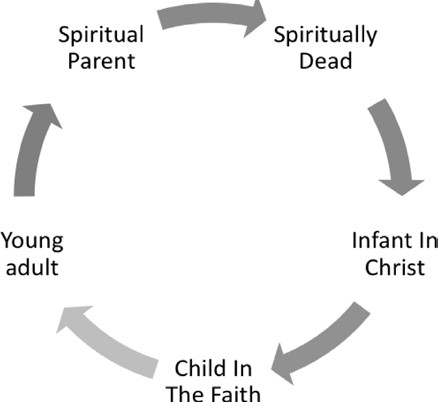 Spiritual
Parent
Spiritually
Dead
Infant In
Christ
Child In
The Faith
Young
adult